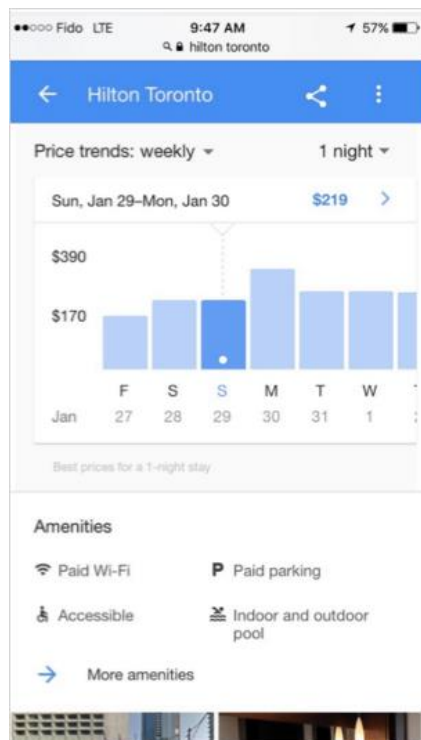 Fido LTE 9:47 AM 57%
hilton toronto
Hilton Toronto
Price trends: weekly 1 night
Sun, Jan 29–Mon, Jan 30 $219
$390
$170
F S S M T W
Jan 27 28 29 30 31 1
Best prices for a 1-night stay
Amenities
Paid Wi-Fi P Paid parking
Accessible Indoor and outdoor
pool
More amenities